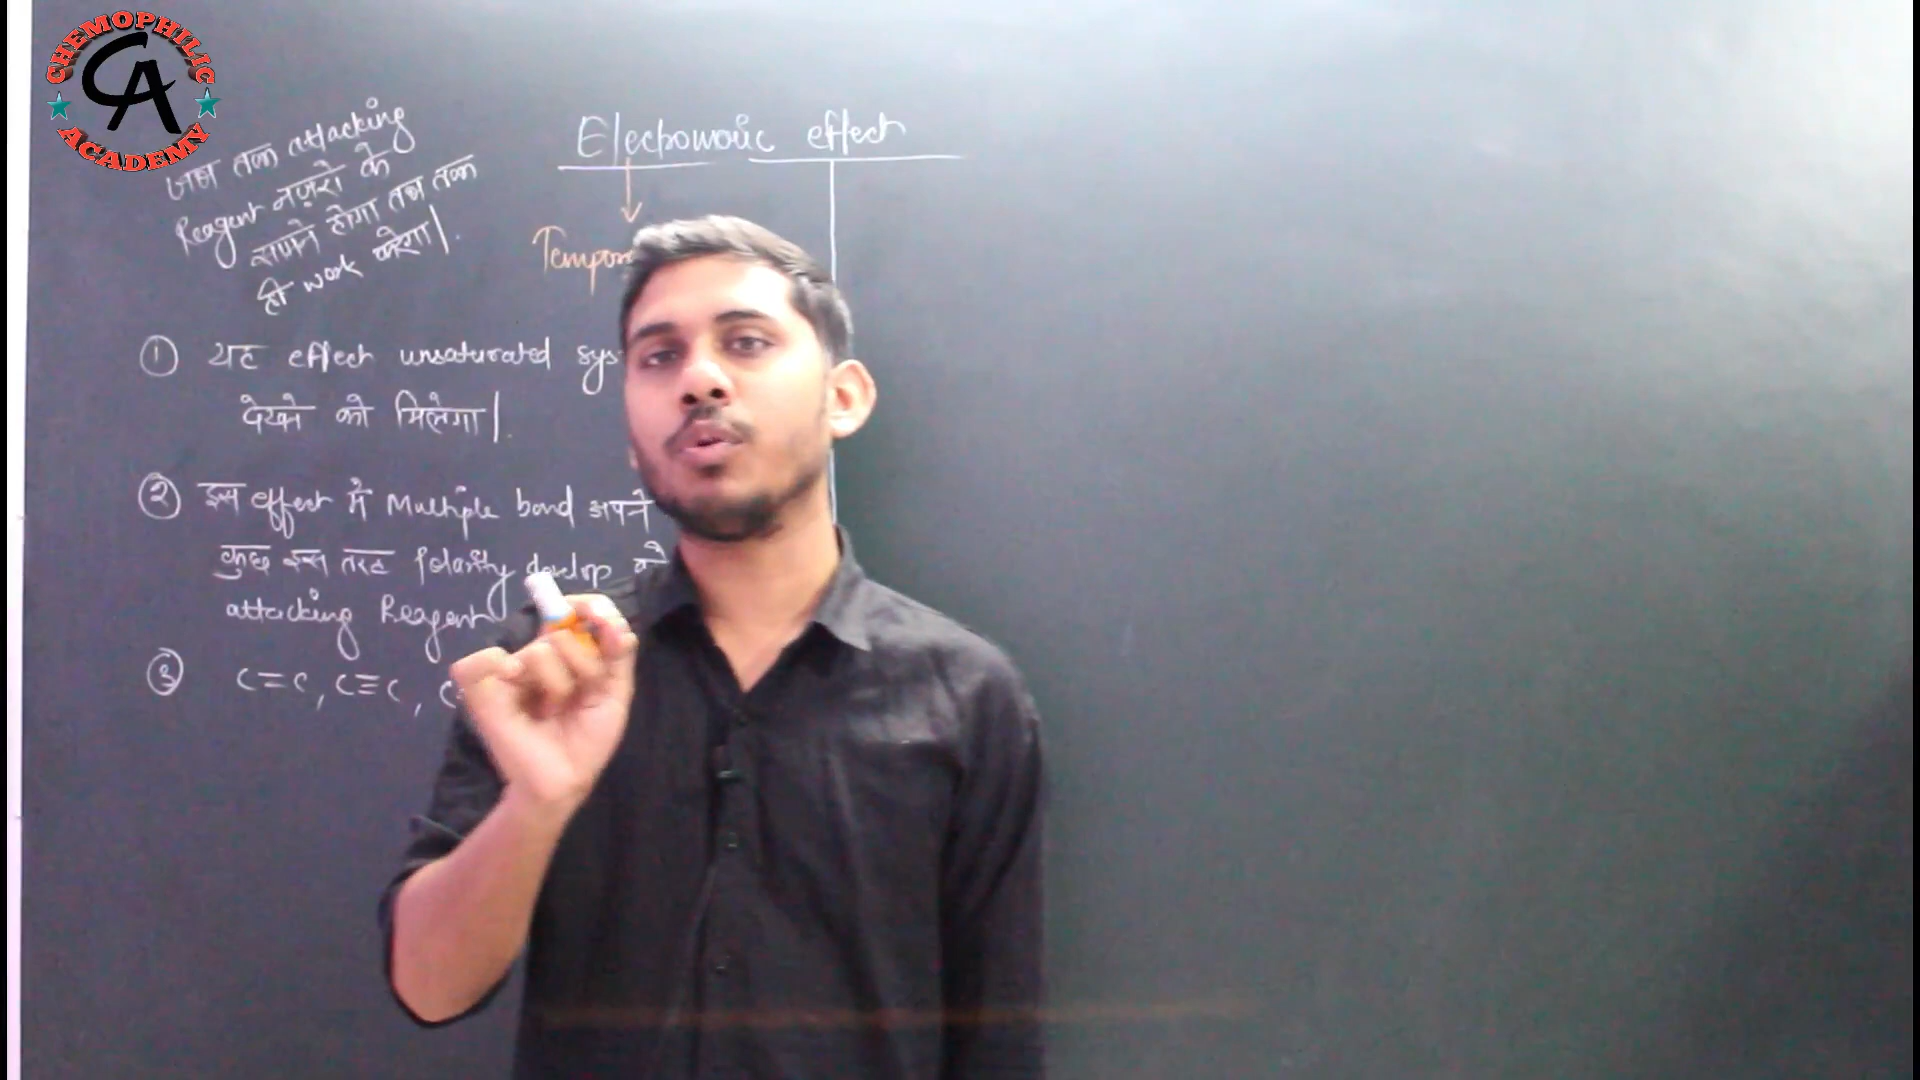 CHEMOPHILIC
CA
ACADEMY
Electromeric effect
जब तक attacking
Reagent नज़रो के
सामने होगा तब तक
ही work करेगा|.
Tempor
① यह effect unsaturated sys
देखने को मिलेगा|.
② इस effect में Multiple bond अपने
कुछ इस तरह Polarity develop के
attacking Reagent
③ C=C, C≡C, C